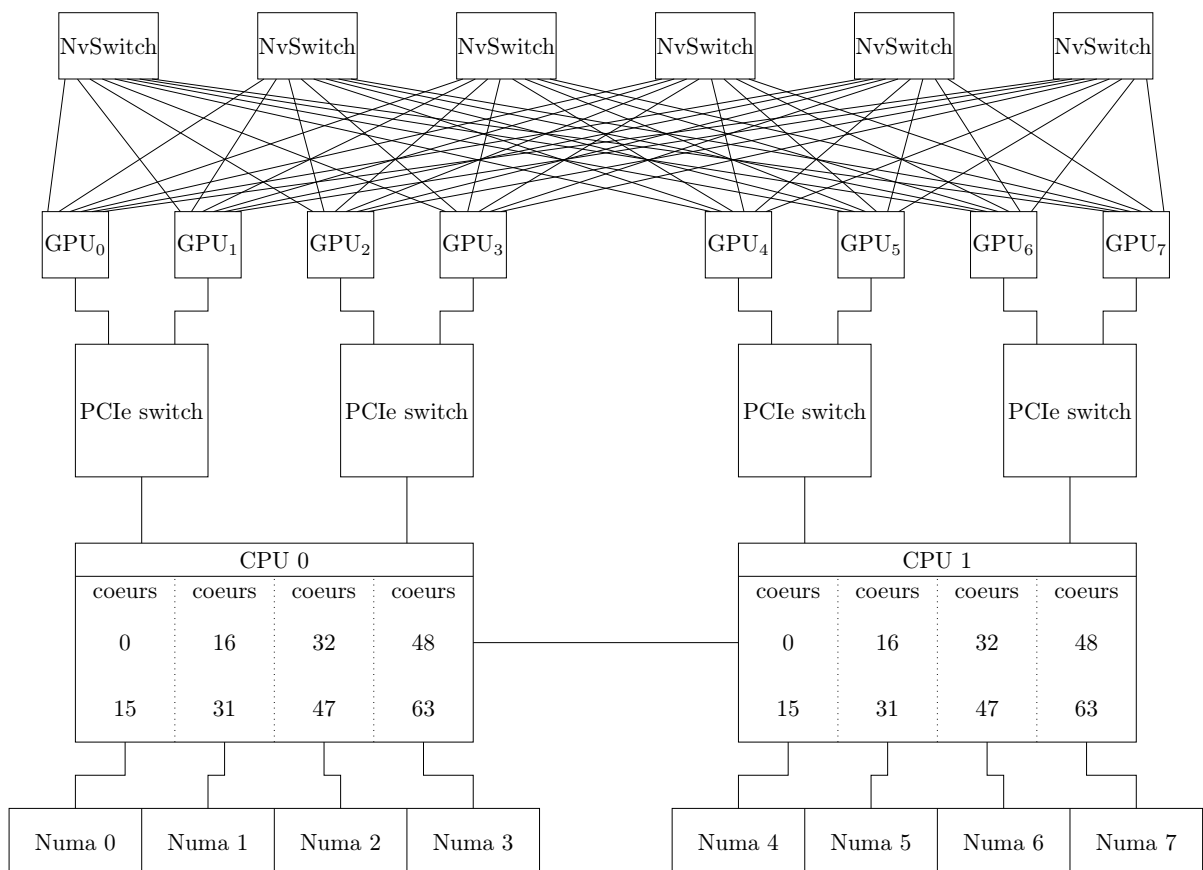 NvSwitch NvSwitch NvSwitch NvSwitch NvSwitch NvSwitch
GPU₀ GPU₁ GPU₂ GPU₃ GPU₄ GPU₅ GPU₆ GPU₇
PCIe switch PCIe switch PCIe switch PCIe switch
CPU 0 CPU 1
coeurs coeurs coeurs coeurs coeurs coeurs coeurs coeurs
0 16 32 48 0 16 32 48
15 31 47 63 15 31 47 63
Numa 0 Numa 1 Numa 2 Numa 3 Numa 4 Numa 5 Numa 6 Numa 7